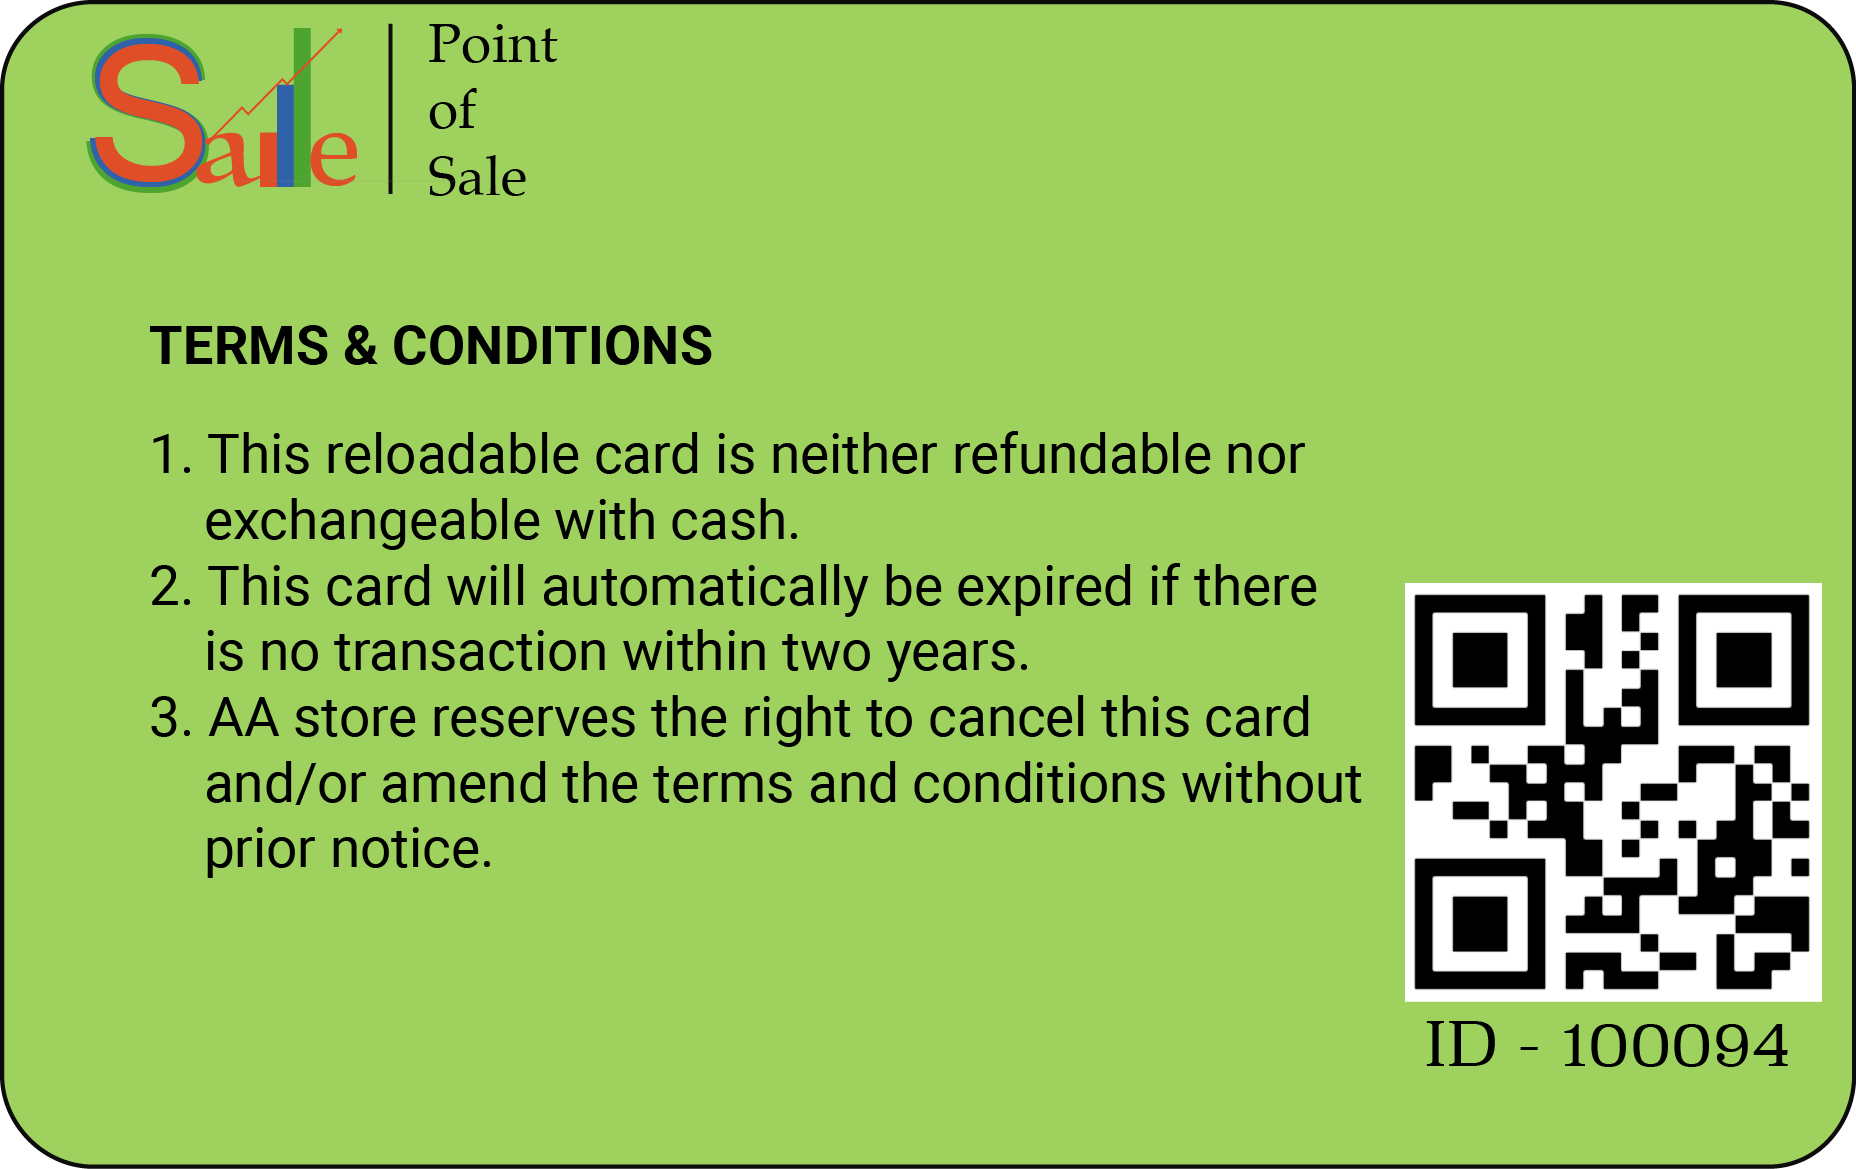 Sale
Point
of
Sale
TERMS & CONDITIONS
1. This reloadable card is neither refundable nor
exchangeable with cash.
2. This card will automatically be expired if there
is no transaction within two years.
3. AA store reserves the right to cancel this card
and/or amend the terms and conditions without
prior notice.
ID - 100094